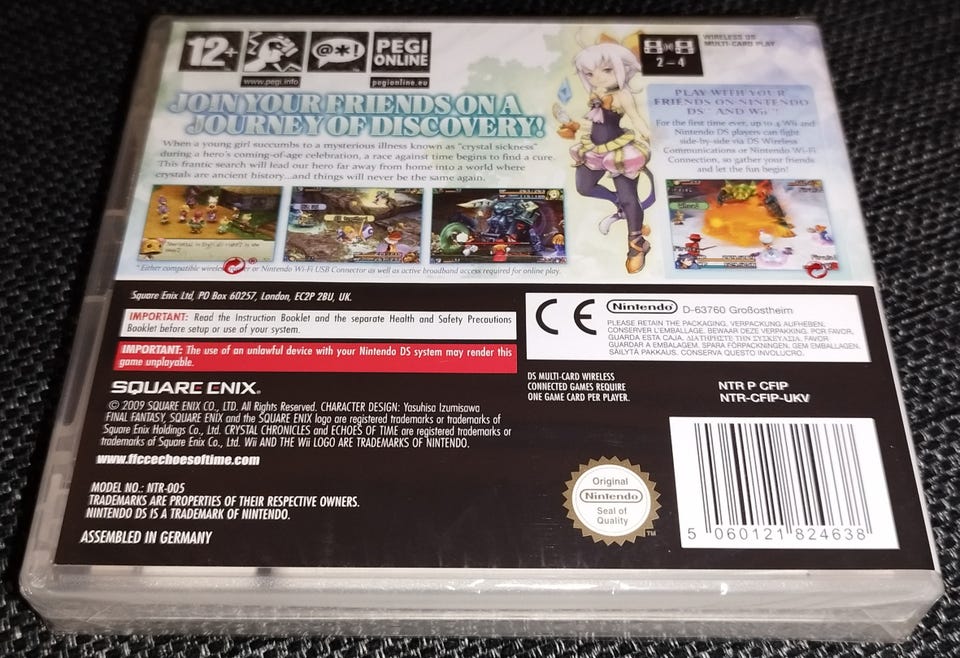 12+
@*!
PEGI
ONLINE
www.pegi.info
pegionline.eu
2-4
WIRELESS DS
MULTI-CARD PLAY
JOIN YOUR FRIENDS ON A
JOURNEY OF DISCOVERY!
When a young girl succumbs to a mysterious illness known as "crystal sickness"
during a hero's coming-of-age celebration, a race against time begins to find a cure.
This frantic search will lead our hero far away from home into a world where
crystals are ancient history...and things will never be the same again.
PLAY WITH YOUR
FRIENDS ON NINTENDO
DS™ AND Wii™
For the first time ever, up to 4 Wii and
Nintendo DS players can fight
side-by-side via DS Wireless
Communications or Nintendo Wi-Fi
Connection, so gather your friends
and let the fun begin!
* Either compatible wireless or Nintendo Wi-Fi USB Connector as well as active broadband access required for online play.
Square Enix Ltd, PO Box 60257, London, EC2P 2BU, UK.
IMPORTANT: Read the Instruction Booklet and the separate Health and Safety Precautions
Booklet before setup or use of your system.
IMPORTANT: The use of an unlawful device with your Nintendo DS system may render this
game unplayable.
SQUARE ENIX.
© 2009 SQUARE ENIX CO., LTD. All Rights Reserved. CHARACTER DESIGN: Yasuhisa Izumisawa
FINAL FANTASY, SQUARE ENIX and the SQUARE ENIX logo are registered trademarks or trademarks of
Square Enix Holdings Co., Ltd. CRYSTAL CHRONICLES and ECHOES OF TIME are registered trademarks or
trademarks of Square Enix Co., Ltd. Wii AND THE Wii LOGO ARE TRADEMARKS OF NINTENDO.
www.ffccechoesoftime.com
MODEL NO.: NTR-005
TRADEMARKS ARE PROPERTIES OF THEIR RESPECTIVE OWNERS.
NINTENDO DS IS A TRADEMARK OF NINTENDO.
ASSEMBLED IN GERMANY
CE
Nintendo D-63760 Großostheim
PLEASE RETAIN THE PACKAGING. VERPACKUNG AUFHEBEN.
CONSERVER L'EMBALLAGE. BEWAAR DEZE VERPAKKING. POR FAVOR,
GUARDA ESTA CAJA. ΔΙΑΤΗΡΗΣΤΕ ΤΗΝ ΣΥΣΚΕΥΑΣΙΑ. FAVOR
GUARDAR A EMBALAGEM. SPARA FÖRPACKNINGEN. GEM EMBALLAGEN.
SÄILYTÄ PAKKAUS. CONSERVA QUESTO INVOLUCRO.
DS MULTI-CARD WIRELESS
CONNECTED GAMES REQUIRE
ONE GAME CARD PER PLAYER.
NTR P CFIP
NTR-CFIP-UKV
Original
Nintendo
Seal of
Quality
TM
5 060121 824638